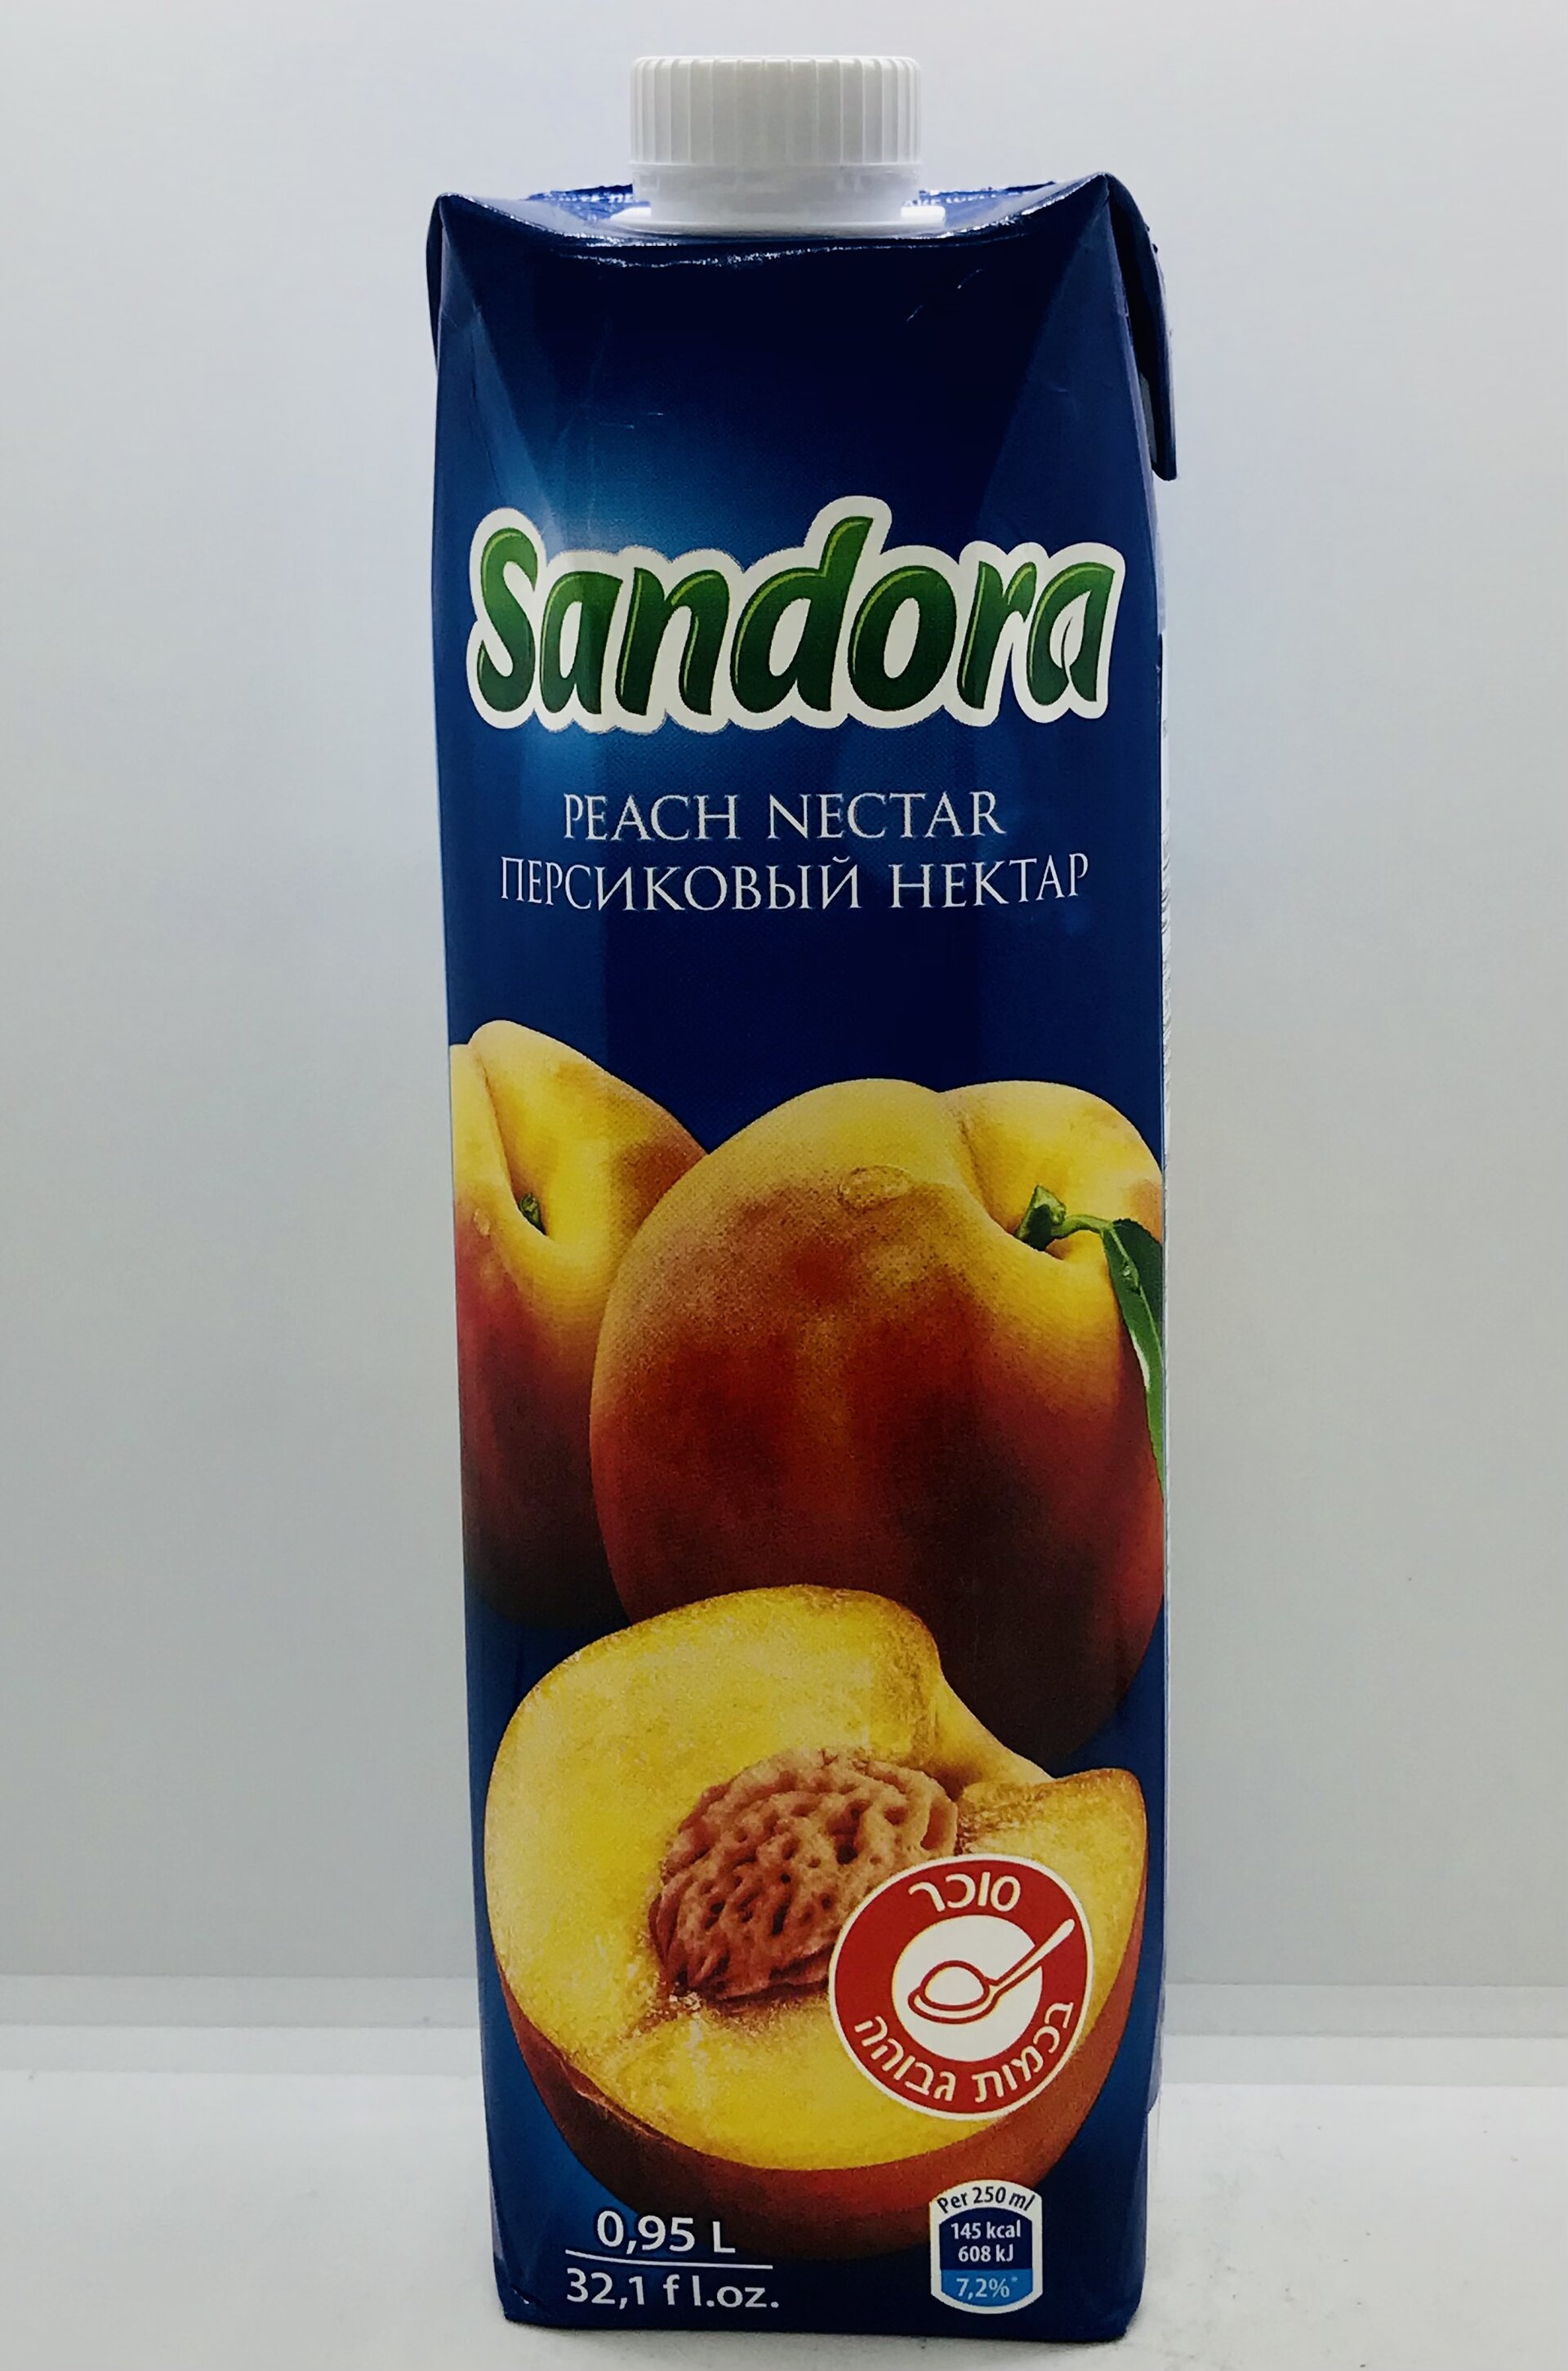 Sandora
PEACH NECTAR
ПЕРСИКОВЫЙ НЕКТАР
סוכר
בכמות גבוהה
Per 250 ml
145 kcal
608 kJ
7,2%*
0,95 L
32,1 f l.oz.